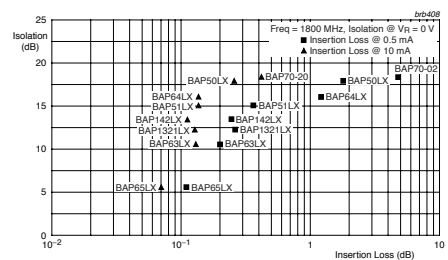 brb408
25
Isolation
(dB)
Freq = 1800 MHz, Isolation @ VR = 0 V
■ Insertion Loss @ 0.5 mA
▲ Insertion Loss @ 10 mA
20
BAP70-02
BAP50LX
BAP70-20
BAP50LX
BAP64LX
BAP64LX
15
BAP51LX
BAP51LX
BAP142LX
BAP142LX
BAP1321LX
BAP1321LX
10
BAP63LX
BAP63LX
5
BAP65LX
BAP65LX
0
10−2
10−1
1
10
Insertion Loss (dB)